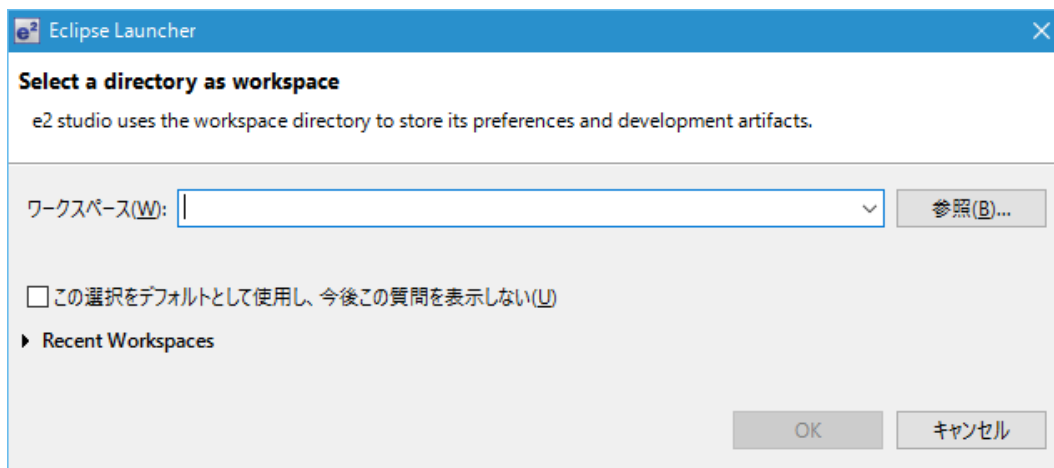 e² Eclipse Launcher
Select a directory as workspace
e2 studio uses the workspace directory to store its preferences and development artifacts.
ワークスペース(W): 参照(B)...
この選択をデフォルトとして使用し、今後この質問を表示しない(U)
Recent Workspaces
OK キャンセル